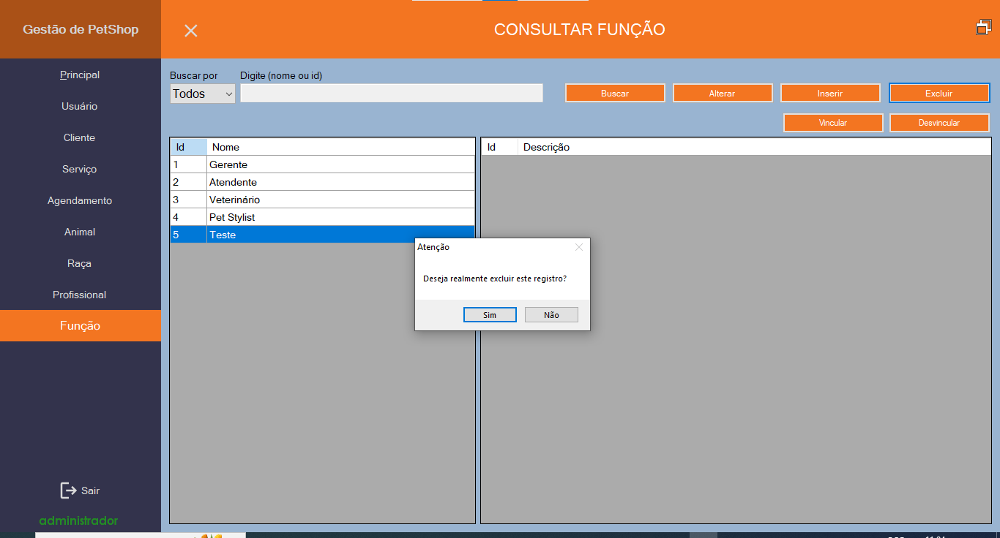 Gestão de PetShop
CONSULTAR FUNÇÃO
Principal
Usuário
Cliente
Serviço
Agendamento
Animal
Raça
Profissional
Função
Sair
administrador
Buscar por
Digite (nome ou id)
Todos
Buscar
Alterar
Inserir
Excluir
Vincular
Desvincular
Id Nome
1 Gerente
2 Atendente
3 Veterinário
4 Pet Stylist
5 Teste
Id Descrição
Atenção
Deseja realmente excluir este registro?
Sim
Não